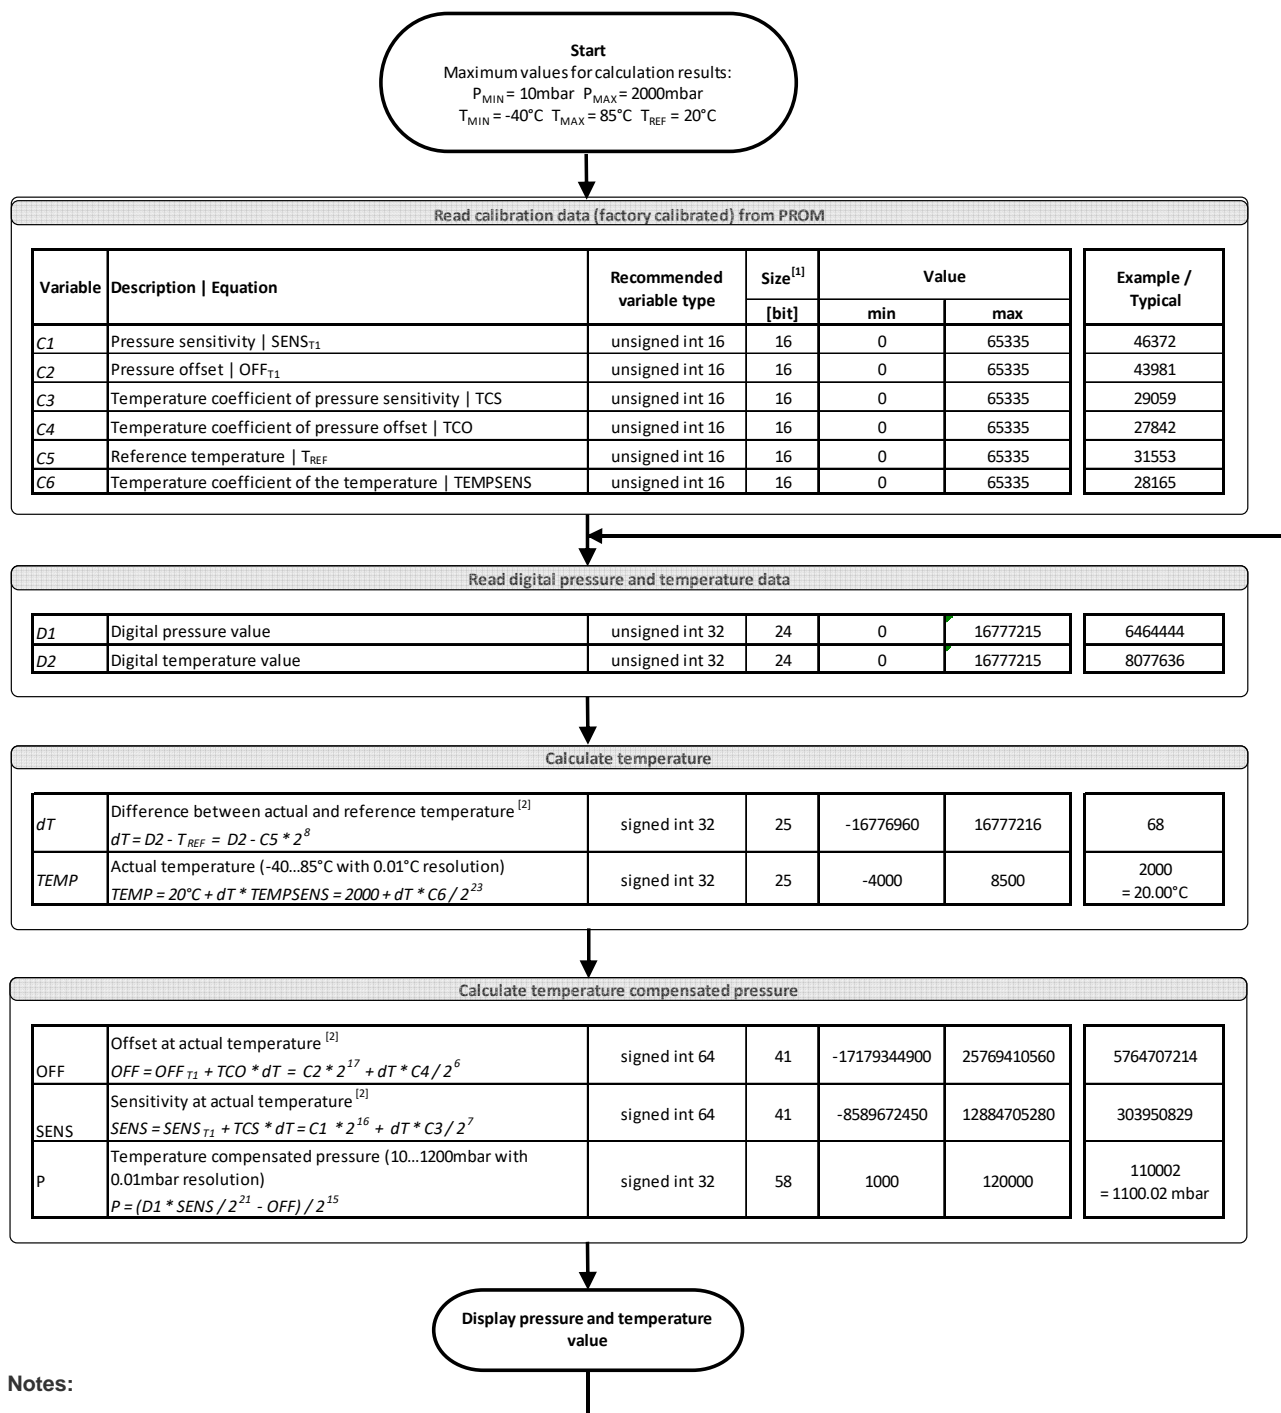 Start
Maximum values for calculation results:
P_MIN = 10mbar P_MAX = 2000mbar
T_MIN = -40°C T_MAX = 85°C T_REF = 20°C
Read calibration data (factory calibrated) from PROM
Variable Description | Equation Recommended variable type Size[1] [bit] Value min max Example / Typical
C1 Pressure sensitivity | SENS_T1 unsigned int 16 16 0 65335 46372
C2 Pressure offset | OFF_T1 unsigned int 16 16 0 65335 43981
C3 Temperature coefficient of pressure sensitivity | TCS unsigned int 16 16 0 65335 29059
C4 Temperature coefficient of pressure offset | TCO unsigned int 16 16 0 65335 27842
C5 Reference temperature | T_REF unsigned int 16 16 0 65335 31553
C6 Temperature coefficient of the temperature | TEMPSENS unsigned int 16 16 0 65335 28165
Read digital pressure and temperature data
D1 Digital pressure value unsigned int 32 24 0 16777215 6464444
D2 Digital temperature value unsigned int 32 24 0 16777215 8077636
Calculate temperature
Difference between actual and reference temperature [2]
dT signed int 32 25 -16776960 16777216 68
dT = D2 - T_REF = D2 - C5 * 2^8
Actual temperature (-40...85°C with 0.01°C resolution) 2000
TEMP signed int 32 25 -4000 8500
TEMP = 20°C + dT * TEMPSENS = 2000 + dT * C6 / 2^23 = 20.00°C
Calculate temperature compensated pressure
Offset at actual temperature [2]
OFF signed int 64 41 -17179344900 25769410560 5764707214
OFF = OFF_T1 + TCO * dT = C2 * 2^17 + dT * C4 / 2^6
Sensitivity at actual temperature [2]
SENS signed int 64 41 -8589672450 12884705280 303950829
SENS = SENS_T1 + TCS * dT = C1 * 2^16 + dT * C3 / 2^7
Temperature compensated pressure (10...1200mbar with
P 0.01mbar resolution) signed int 32 58 1000 120000 110002
= 1100.02 mbar
P = (D1 * SENS / 2^21 - OFF) / 2^15
Display pressure and temperature
value
Notes: